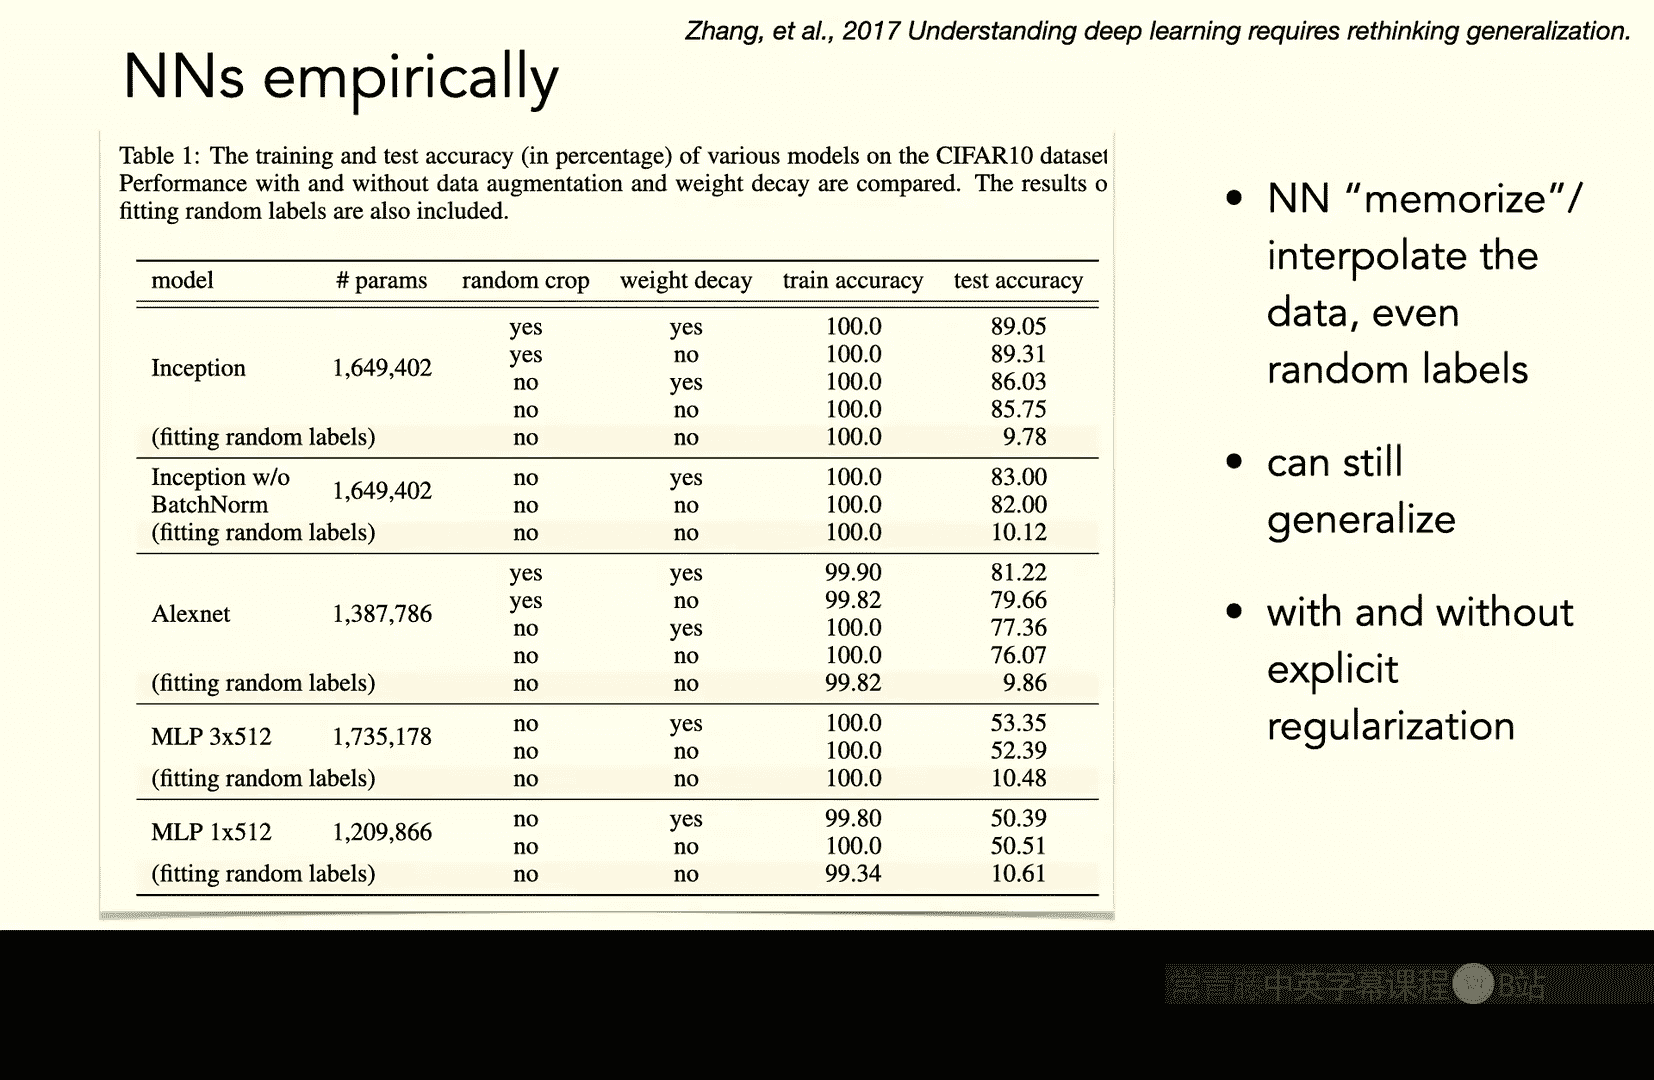 Zhang, et al., 2017 Understanding deep learning requires rethinking generalization.
NNs empirically
Table 1: The training and test accuracy (in percentage) of various models on the CIFAR10 dataset
Performance with and without data augmentation and weight decay are compared. The results o
fitting random labels are also included.
model # params random crop weight decay train accuracy test accuracy
yes yes 100.0 89.05
yes no 100.0 89.31
Inception 1,649,402
no yes 100.0 86.03
no no 100.0 85.75
(fitting random labels) no no 100.0 9.78
Inception w/o no yes 100.0 83.00
1,649,402
BatchNorm no no 100.0 82.00
(fitting random labels) no no 100.0 10.12
yes yes 99.90 81.22
yes no 99.82 79.66
Alexnet 1,387,786
no yes 100.0 77.36
no no 100.0 76.07
(fitting random labels) no no 99.82 9.86
no yes 100.0 53.35
MLP 3x512 1,735,178
no no 100.0 52.39
(fitting random labels) no no 100.0 10.48
no yes 99.80 50.39
MLP 1x512 1,209,866
no no 100.0 50.51
(fitting random labels) no no 99.34 10.61
• NN “memorize”/
interpolate the
data, even
random labels
• can still
generalize
• with and without
explicit
regularization
常青藤中英字幕课程 B站